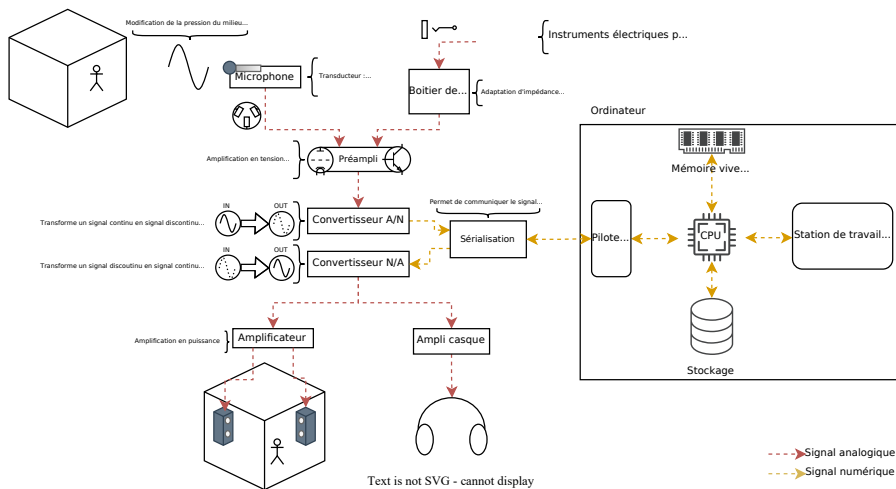 Modification de la pression du milieu...
Instruments électriques p...
Microphone
Transducteur :...
Boitier de...
Adaptation d'impédance...
Ordinateur
Mémoire vive...
Amplification en tension...
Préampli
Permet de communiquer le signal...
IN
OUT
Transforme un signal continu en signal discontinu...
Convertisseur A/N
Sérialisation
Pilote...
CPU
Station de travail...
IN
OUT
Transforme un signal discoutinu en signal continu...
Convertisseur N/A
Amplification en puissance
Amplificateur
Ampli casque
Stockage
Signal analogique
Signal numérique
Text is not SVG - cannot display